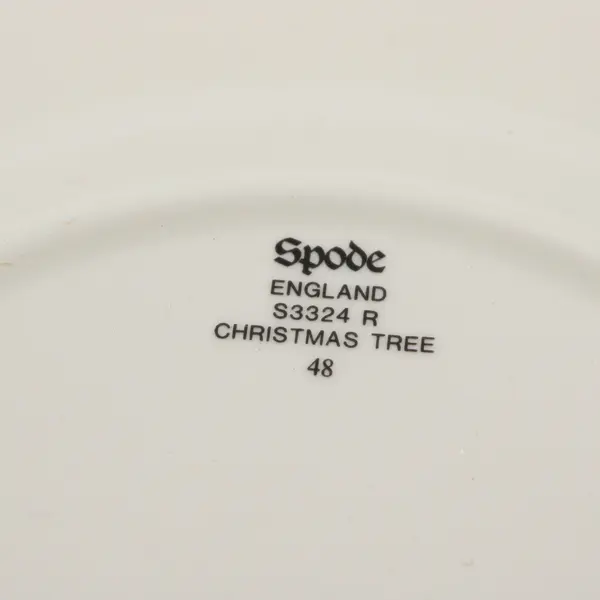 Spode
ENGLAND
S3324 R
CHRISTMAS TREE
48